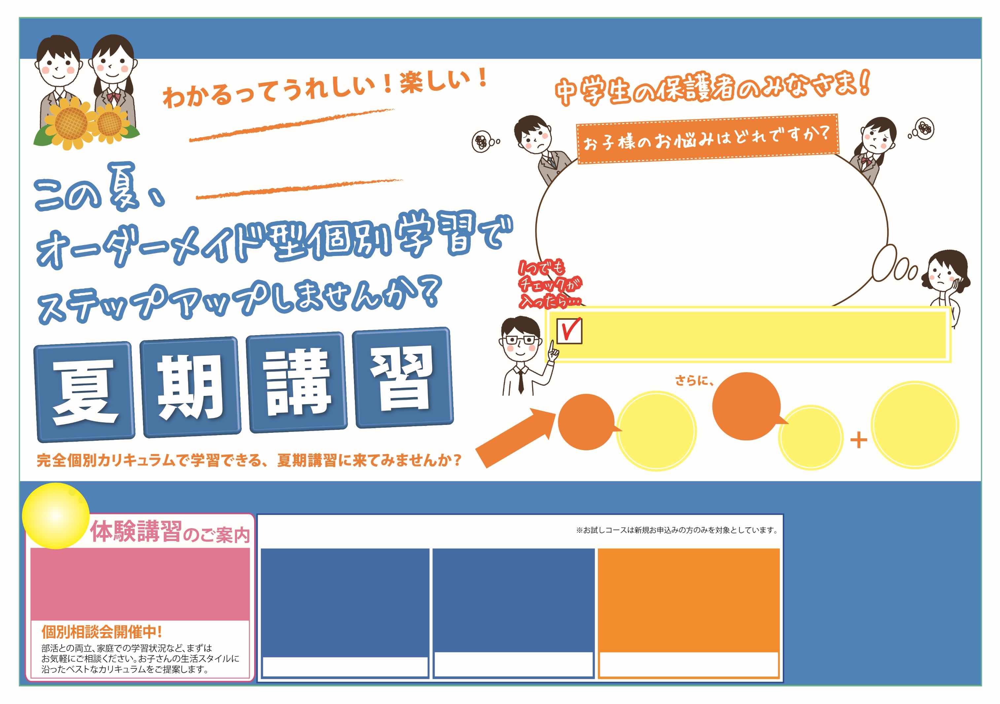 わかるってうれしい！楽しい！
この夏、
オーダーメイド型個別学習で
ステップアップしませんか？
夏期講習
完全個別カリキュラムで学習できる、夏期講習に来てみませんか？
中学生の保護者のみなさま！
お子様のお悩みはどれですか？
1つでも
チェックが
入ったら…
さらに、
+
体験講習のご案内
個別相談会開催中！
部活との両立、家庭での学習状況など、まずは
お気軽にご相談ください。お子さんの生活スタイルに
沿ったベストなカリキュラムをご提案します。
※お試しコースは新規お申込みの方のみを対象としています。